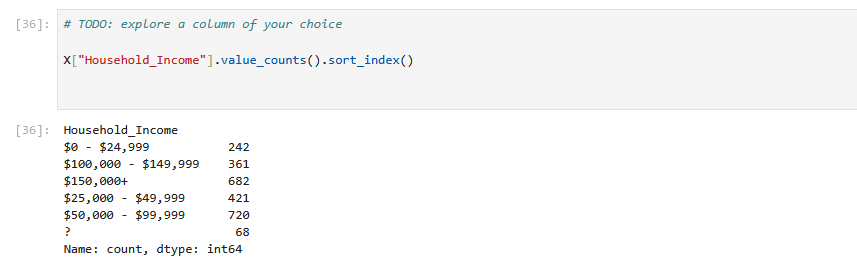 [36]: # TODO: explore a column of your choice
X["Household_Income"].value_counts().sort_index()
[36]: Household_Income
$0 - $24,999 242
$100,000 - $149,999 361
$150,000+ 682
$25,000 - $49,999 421
$50,000 - $99,999 720
? 68
Name: count, dtype: int64